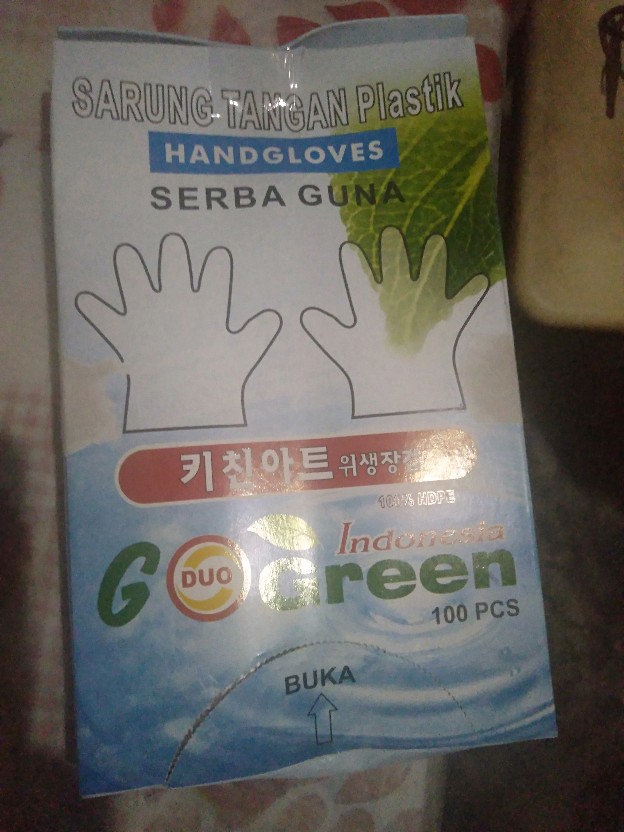 SARUNG TANGAN Plastik
HANDGLOVES
SERBA GUNA
키친아트 위생장갑
100% HDPE
Indonesia
GO Green
DUO
100 PCS
BUKA